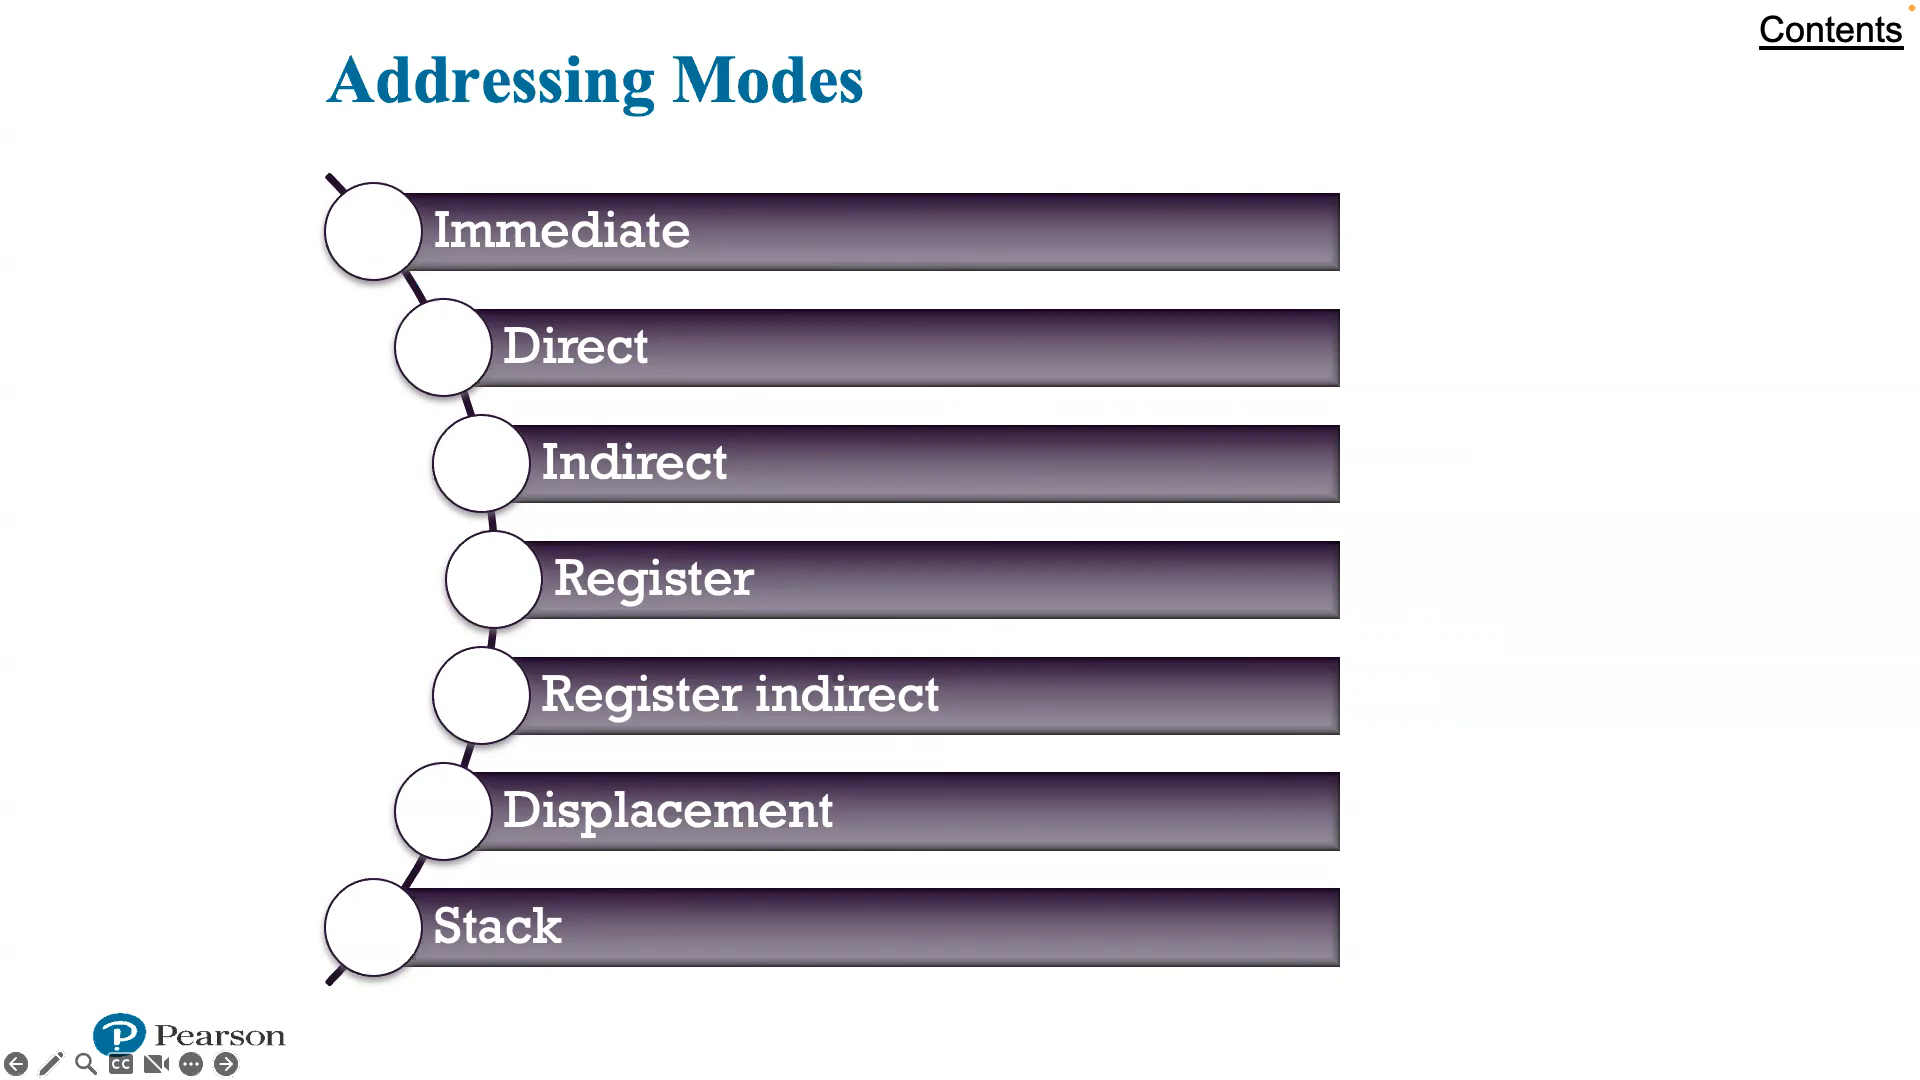 Contents
Addressing Modes
Immediate
Direct
Indirect
Register
Register indirect
Displacement
Stack
P Pearson
CC